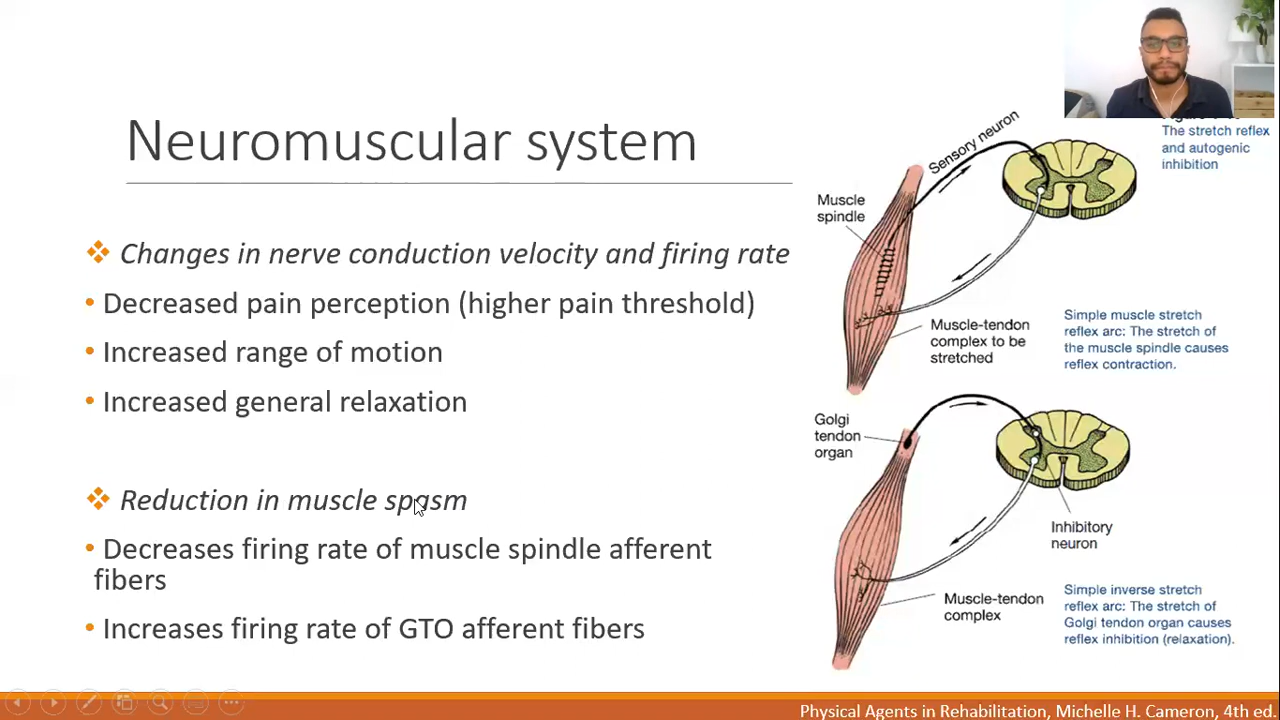 Neuromuscular system
❖ Changes in nerve conduction velocity and firing rate
• Decreased pain perception (higher pain threshold)
• Increased range of motion
• Increased general relaxation
❖ Reduction in muscle spasm
• Decreases firing rate of muscle spindle afferent
fibers
• Increases firing rate of GTO afferent fibers
Sensory neuron
Muscle
spindle
Muscle-tendon
complex to be
stretched
The stretch reflex
and autogenic
inhibition
Simple muscle stretch
reflex arc: The stretch of
the muscle spindle causes
reflex contraction.
Golgi
tendon
organ
Inhibitory
neuron
Muscle-tendon
complex
Simple inverse stretch
reflex arc: The stretch of
Golgi tendon organ causes
reflex inhibition (relaxation).
Physical Agents in Rehabilitation, Michelle H. Cameron, 4th ed.